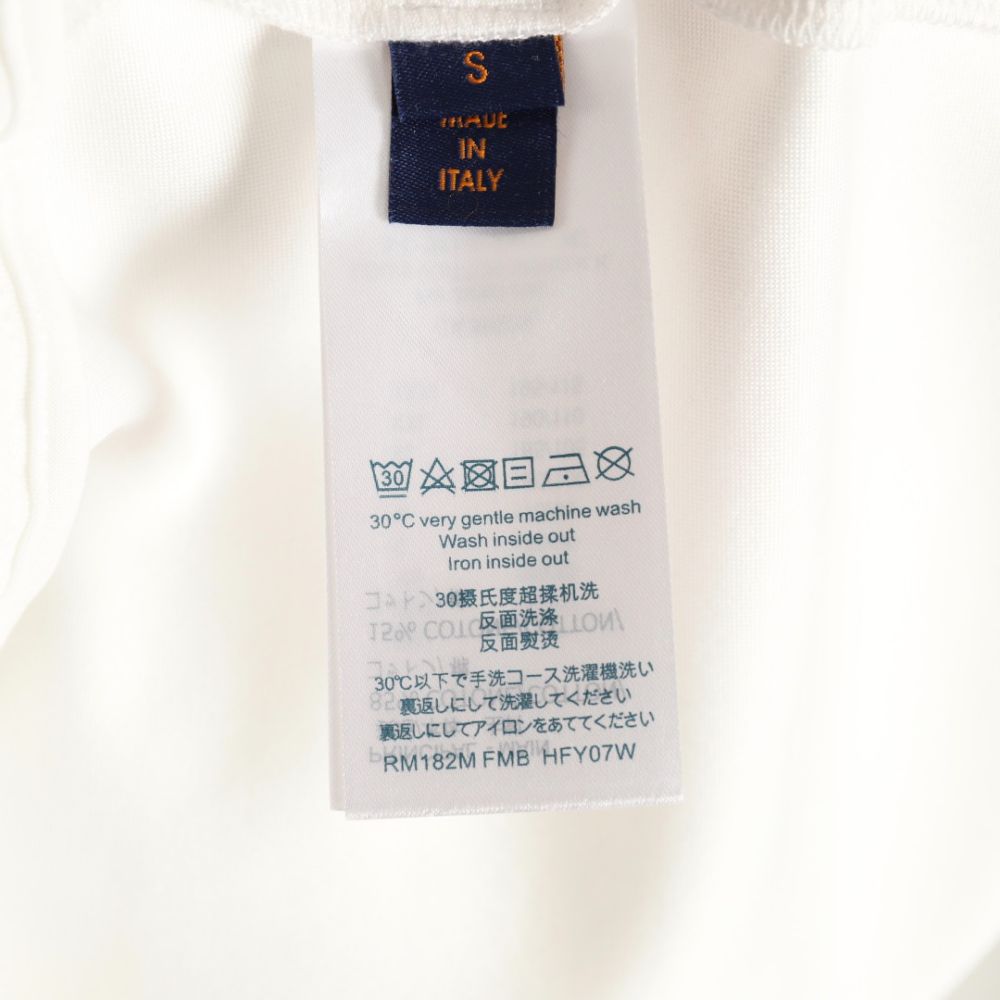 S
MADE
IN
ITALY
30
30°C very gentle machine wash
Wash inside out
Iron inside out
30摄氏度超揉机洗
反面洗涤
反面熨烫
30℃以下で手洗コース洗濯機洗い
裏返しにして洗濯してください
裏返しにしてアイロンをあててください
RM182M FMB HFY07W